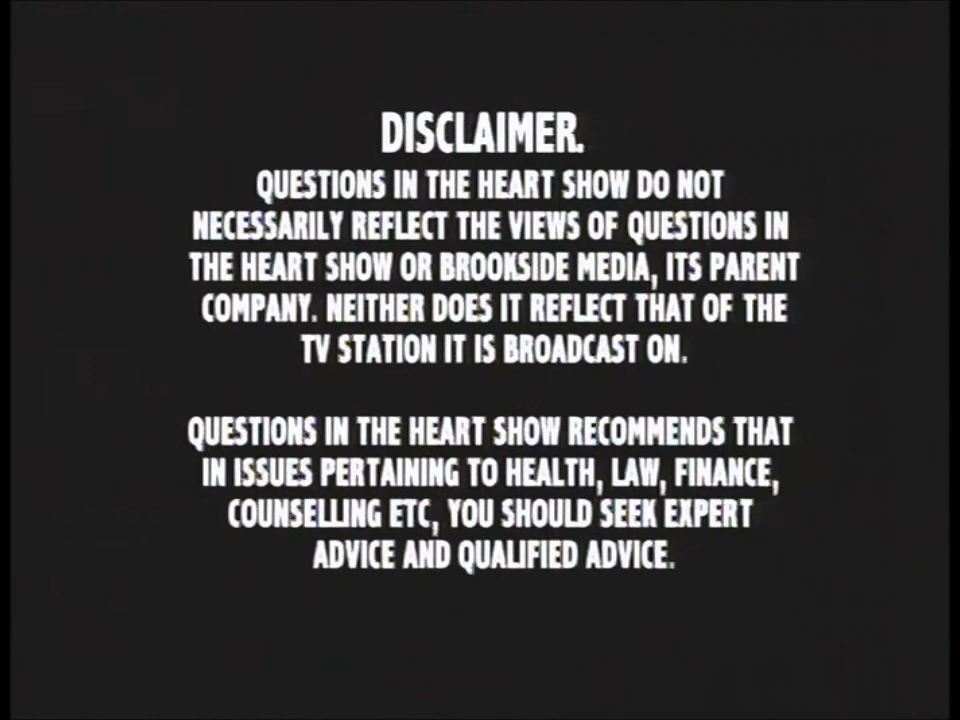 DISCLAIMER.
QUESTIONS IN THE HEART SHOW DO NOT
NECESSARILY REFLECT THE VIEWS OF QUESTIONS IN
THE HEART SHOW OR BROOKSIDE MEDIA, ITS PARENT
COMPANY. NEITHER DOES IT REFLECT THAT OF THE
TV STATION IT IS BROADCAST ON.
QUESTIONS IN THE HEART SHOW RECOMMENDS THAT
IN ISSUES PERTAINING TO HEALTH, LAW, FINANCE,
COUNSELLING ETC, YOU SHOULD SEEK EXPERT
ADVICE AND QUALIFIED ADVICE.